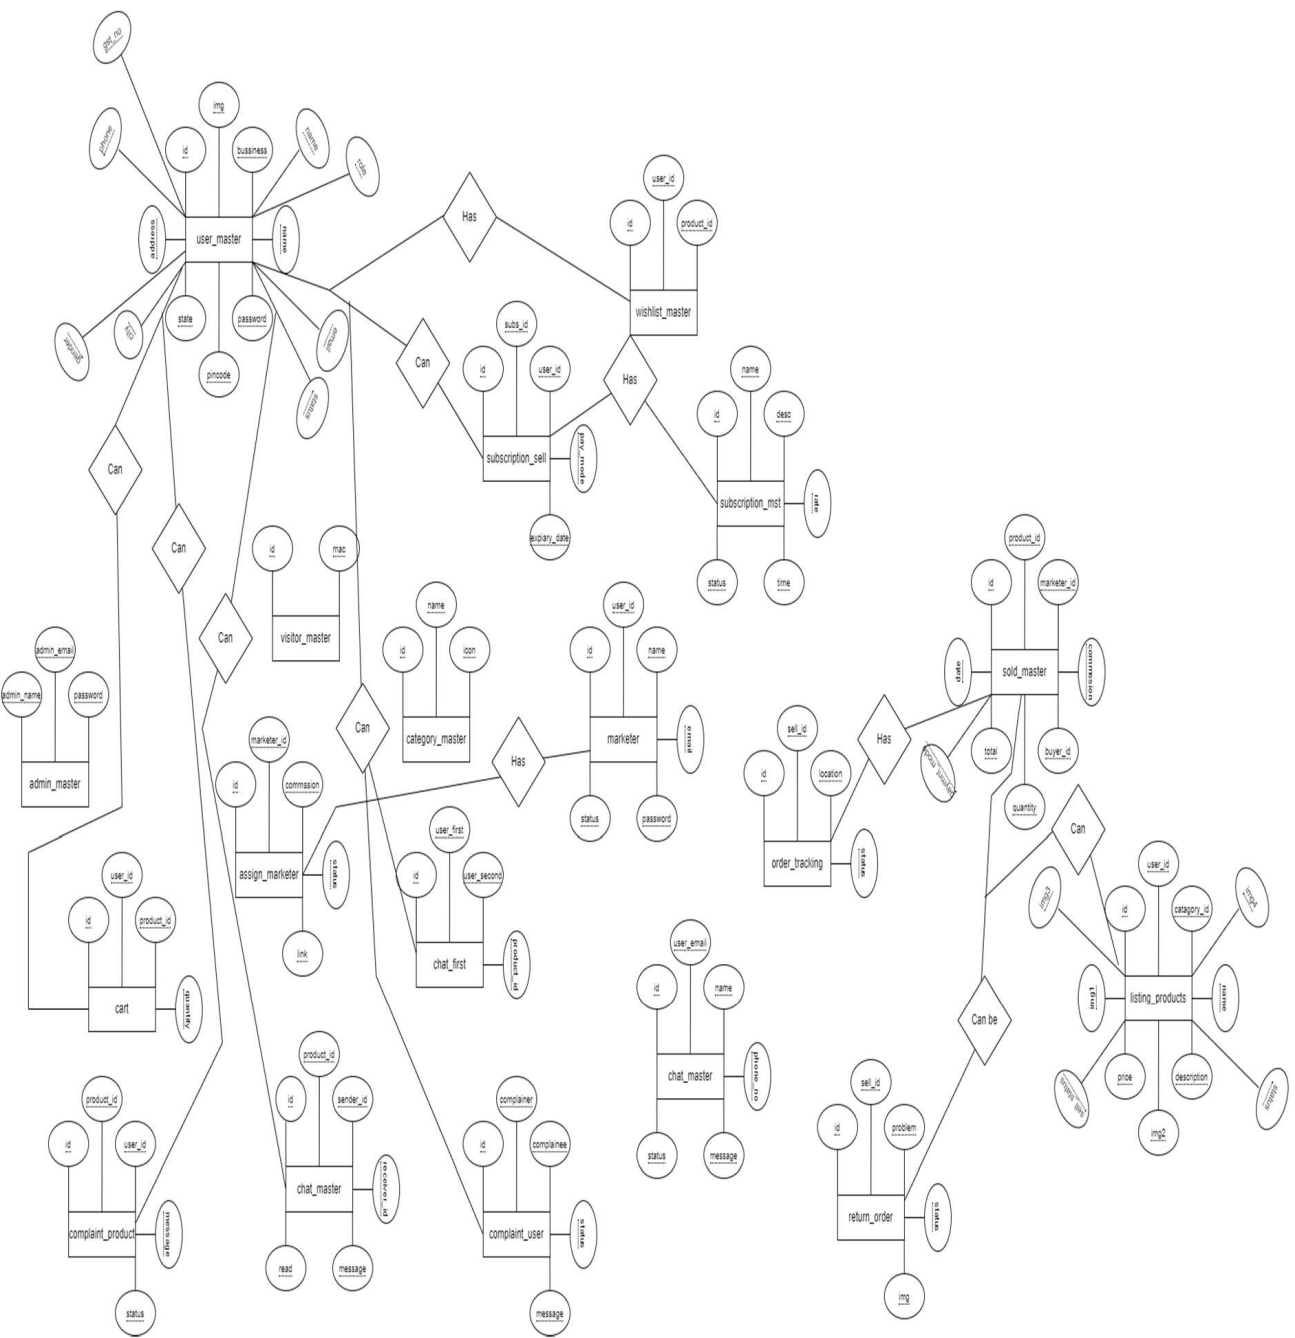 gst_no
img
phone
id
bussiness
name
role
address
user_master
name
state
password
gender
city
email
pincode
status
Has
user_id
id
product_id
wishlist_master
Can
subs_id
id
user_id
subscription_sell
pay_mode
expiary_date
Has
name
id
desc
subscription_mst
rate
status
time
Can
Can
Can
id
mac
visitor_master
admin_email
admin_name
password
admin_master
name
id
icon
category_master
user_id
id
name
marketer
email
status
password
Can
Has
marketer_id
id
commssion
assign_marketer
status
link
user_first
id
user_second
chat_first
product_id
product_id
id
marketer_id
sold_master
date
commssion
total
buyer_id
quantity
Has
sell_id
id
location
order_tracking
status
Can
user_id
id
catagory_id
img3
img4
img1
listing_products
name
price
description
sell_status
status
img2
user_id
id
product_id
cart
quantity
user_email
id
name
chat_master
phone_no
status
message
Can be
product_id
id
user_id
complaint_product
message
status
product_id
id
sender_id
chat_master
receiver_id
read
message
complainer
id
complainee
complaint_user
status
message
sell_id
id
problem
return_order
status
img